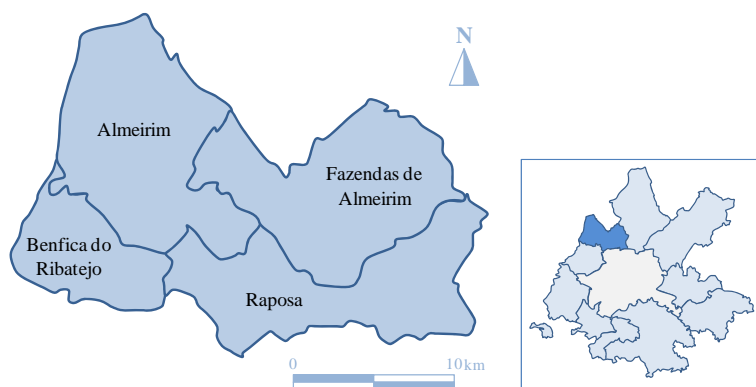 N
Almeirim
Fazendas de
Almeirim
Benfica do
Ribatejo
Raposa
0 10km